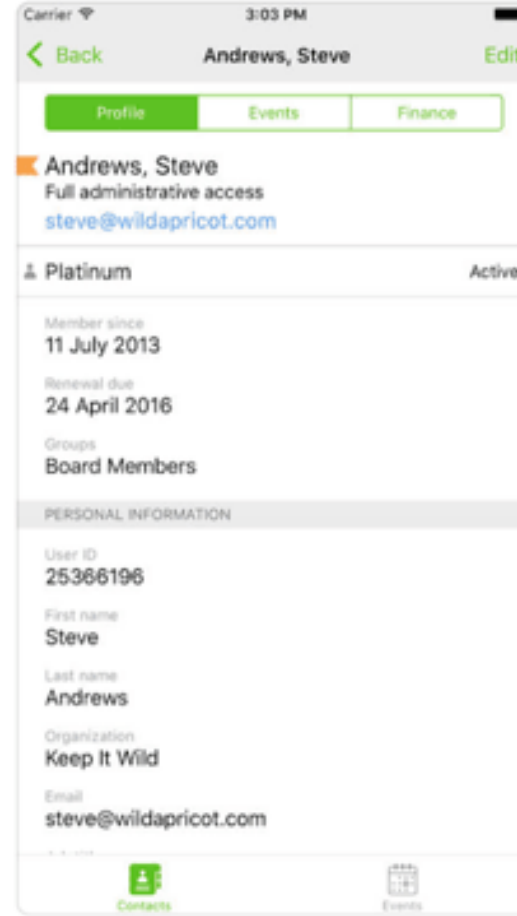 Carrier 3:03 PM
Back Andrews, Steve Edit
Profile Events Finance
Andrews, Steve
Full administrative access
steve@wildapricot.com
Platinum Active
Member since
11 July 2013
Renewal due
24 April 2016
Groups
Board Members
PERSONAL INFORMATION
User ID
25366196
First name
Steve
Last name
Andrews
Organization
Keep It Wild
Email
steve@wildapricot.com
Contacts Events